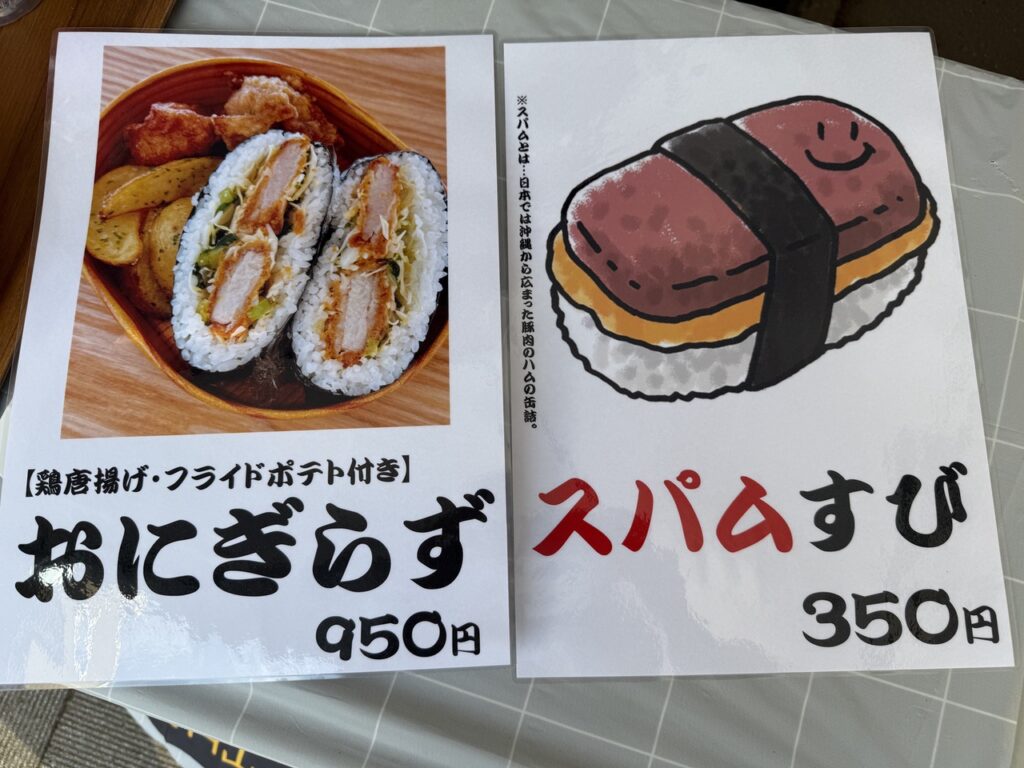 【鶏唐揚げ・フライドポテト付き】
おにぎらず
950円
※スパムとは…日本では沖縄から広まった豚肉のハムの缶詰。
スパムすび
350円